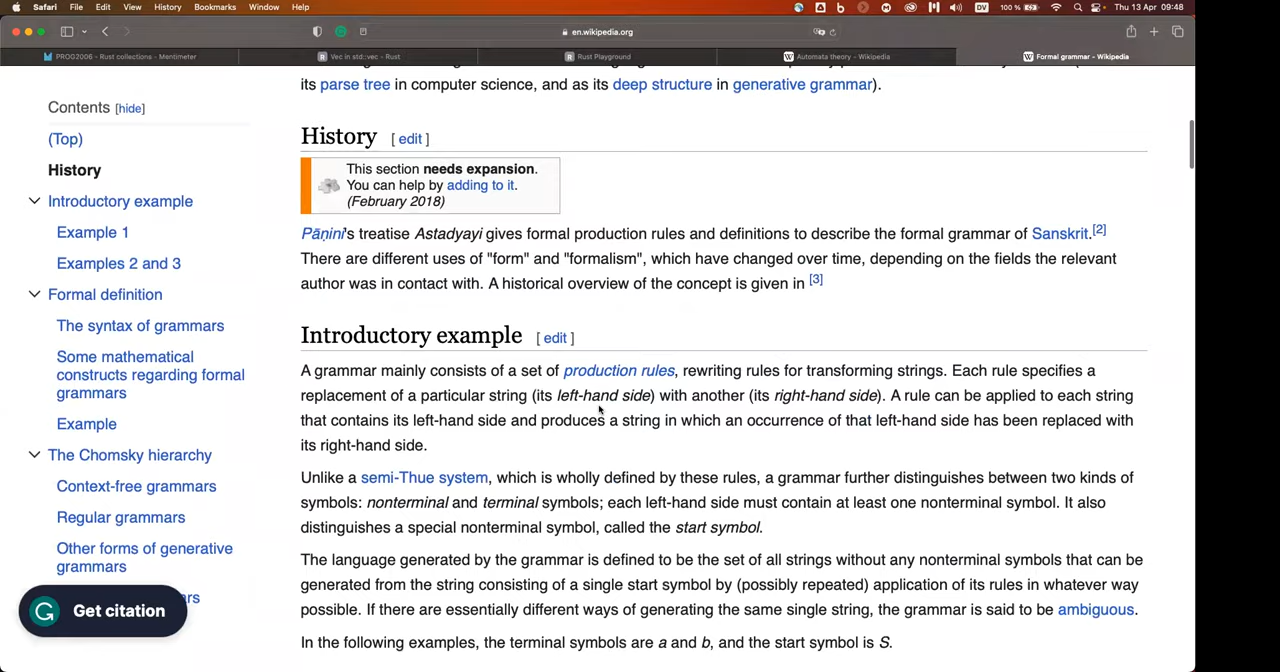 Safari File Edit View History Bookmarks Window Help DV 100 % Thu 13 Apr 09:48
en.wikipedia.org
PROG2006 - Rust collections - Mentimeter
Vec in std::vec - Rust
Rust Playground
Automata theory - Wikipedia
Formal grammar - Wikipedia
its parse tree in computer science, and as its deep structure in generative grammar).
Contents [hide]
(Top)
History
Introductory example
Example 1
Examples 2 and 3
Formal definition
The syntax of grammars
Some mathematical
constructs regarding formal
grammars
Example
The Chomsky hierarchy
Context-free grammars
Regular grammars
Other forms of generative
grammars
Get citation
History [ edit ]
This section needs expansion.
You can help by adding to it.
(February 2018)
Pāṇini's treatise Astadyayi gives formal production rules and definitions to describe the formal grammar of Sanskrit.[2]
There are different uses of "form" and "formalism", which have changed over time, depending on the fields the relevant
author was in contact with. A historical overview of the concept is given in [3]
Introductory example [ edit ]
A grammar mainly consists of a set of production rules, rewriting rules for transforming strings. Each rule specifies a
replacement of a particular string (its left-hand side) with another (its right-hand side). A rule can be applied to each string
that contains its left-hand side and produces a string in which an occurrence of that left-hand side has been replaced with
its right-hand side.
Unlike a semi-Thue system, which is wholly defined by these rules, a grammar further distinguishes between two kinds of
symbols: nonterminal and terminal symbols; each left-hand side must contain at least one nonterminal symbol. It also
distinguishes a special nonterminal symbol, called the start symbol.
The language generated by the grammar is defined to be the set of all strings without any nonterminal symbols that can be
generated from the string consisting of a single start symbol by (possibly repeated) application of its rules in whatever way
possible. If there are essentially different ways of generating the same single string, the grammar is said to be ambiguous.
In the following examples, the terminal symbols are a and b, and the start symbol is S.